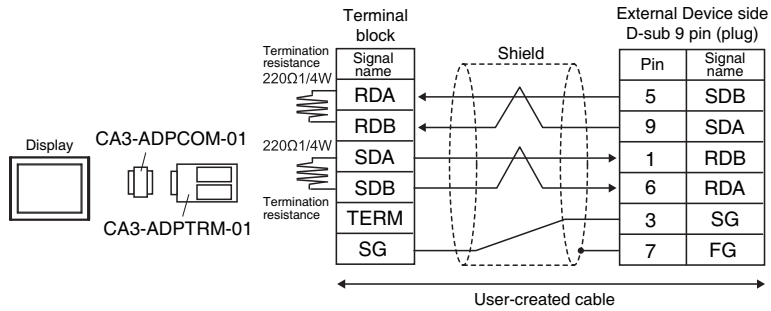 Terminal block
External Device side
D-sub 9 pin (plug)
Termination resistance
220Ω1/4W
Signal name
Shield
Pin
Signal name
RDA
5
SDB
RDB
9
SDA
Display
CA3-ADPCOM-01
220Ω1/4W
SDA
1
RDB
SDB
6
RDA
Termination resistance
CA3-ADPTRM-01
TERM
3
SG
SG
7
FG
User-created cable